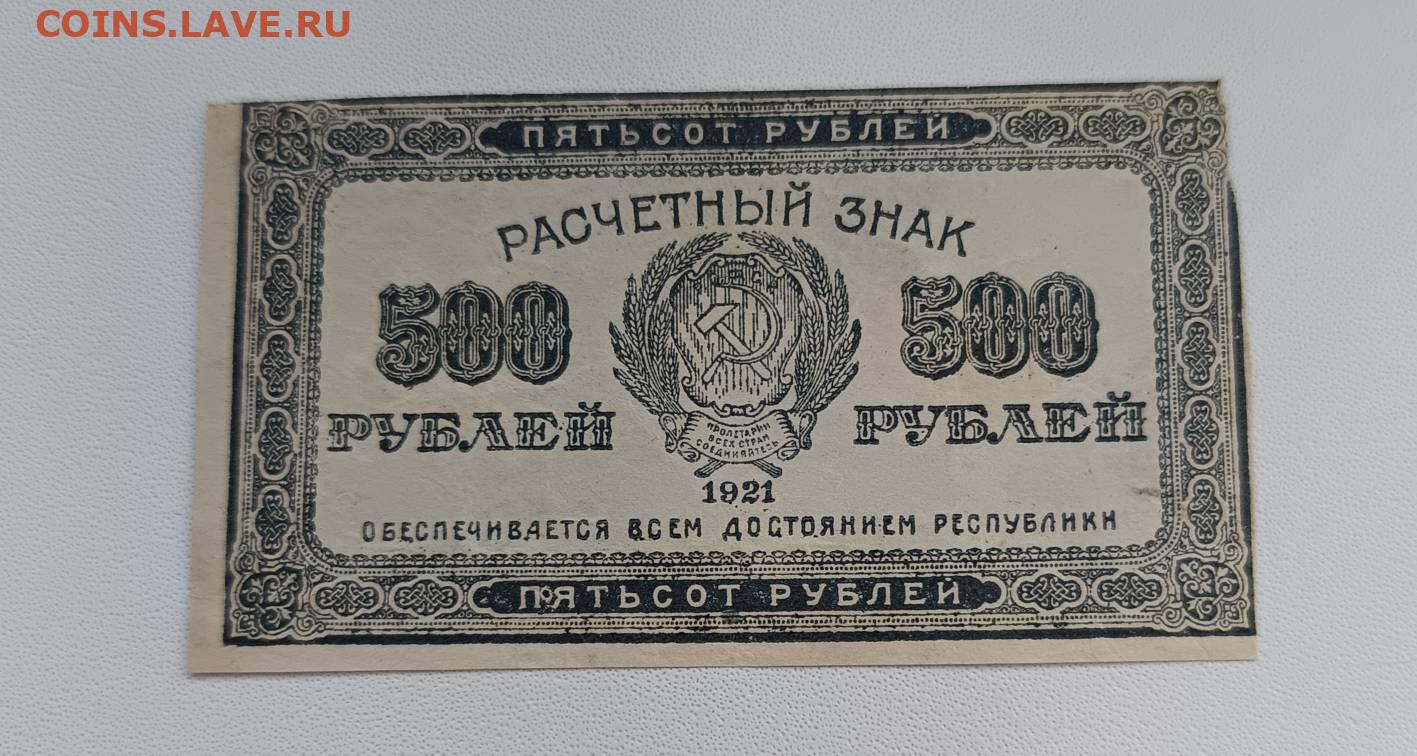 COINS.LAVE.RU
ПЯТЬСОТ РУБЛЕЙ
РАСЧЕТНЫЙ ЗНАК
500 500
РУБЛЕЙ РУБЛЕЙ
ПРОЛЕТАРИИ
ВСЕХ СТРАН
СОЕДИНЯЙТЕСЬ
1921
ОБЕСПЕЧИВАЕТСЯ ВСЕМ ДОСТОЯНИЕМ РЕСПУБЛИКИ
ПЯТЬСОТ РУБЛЕЙ